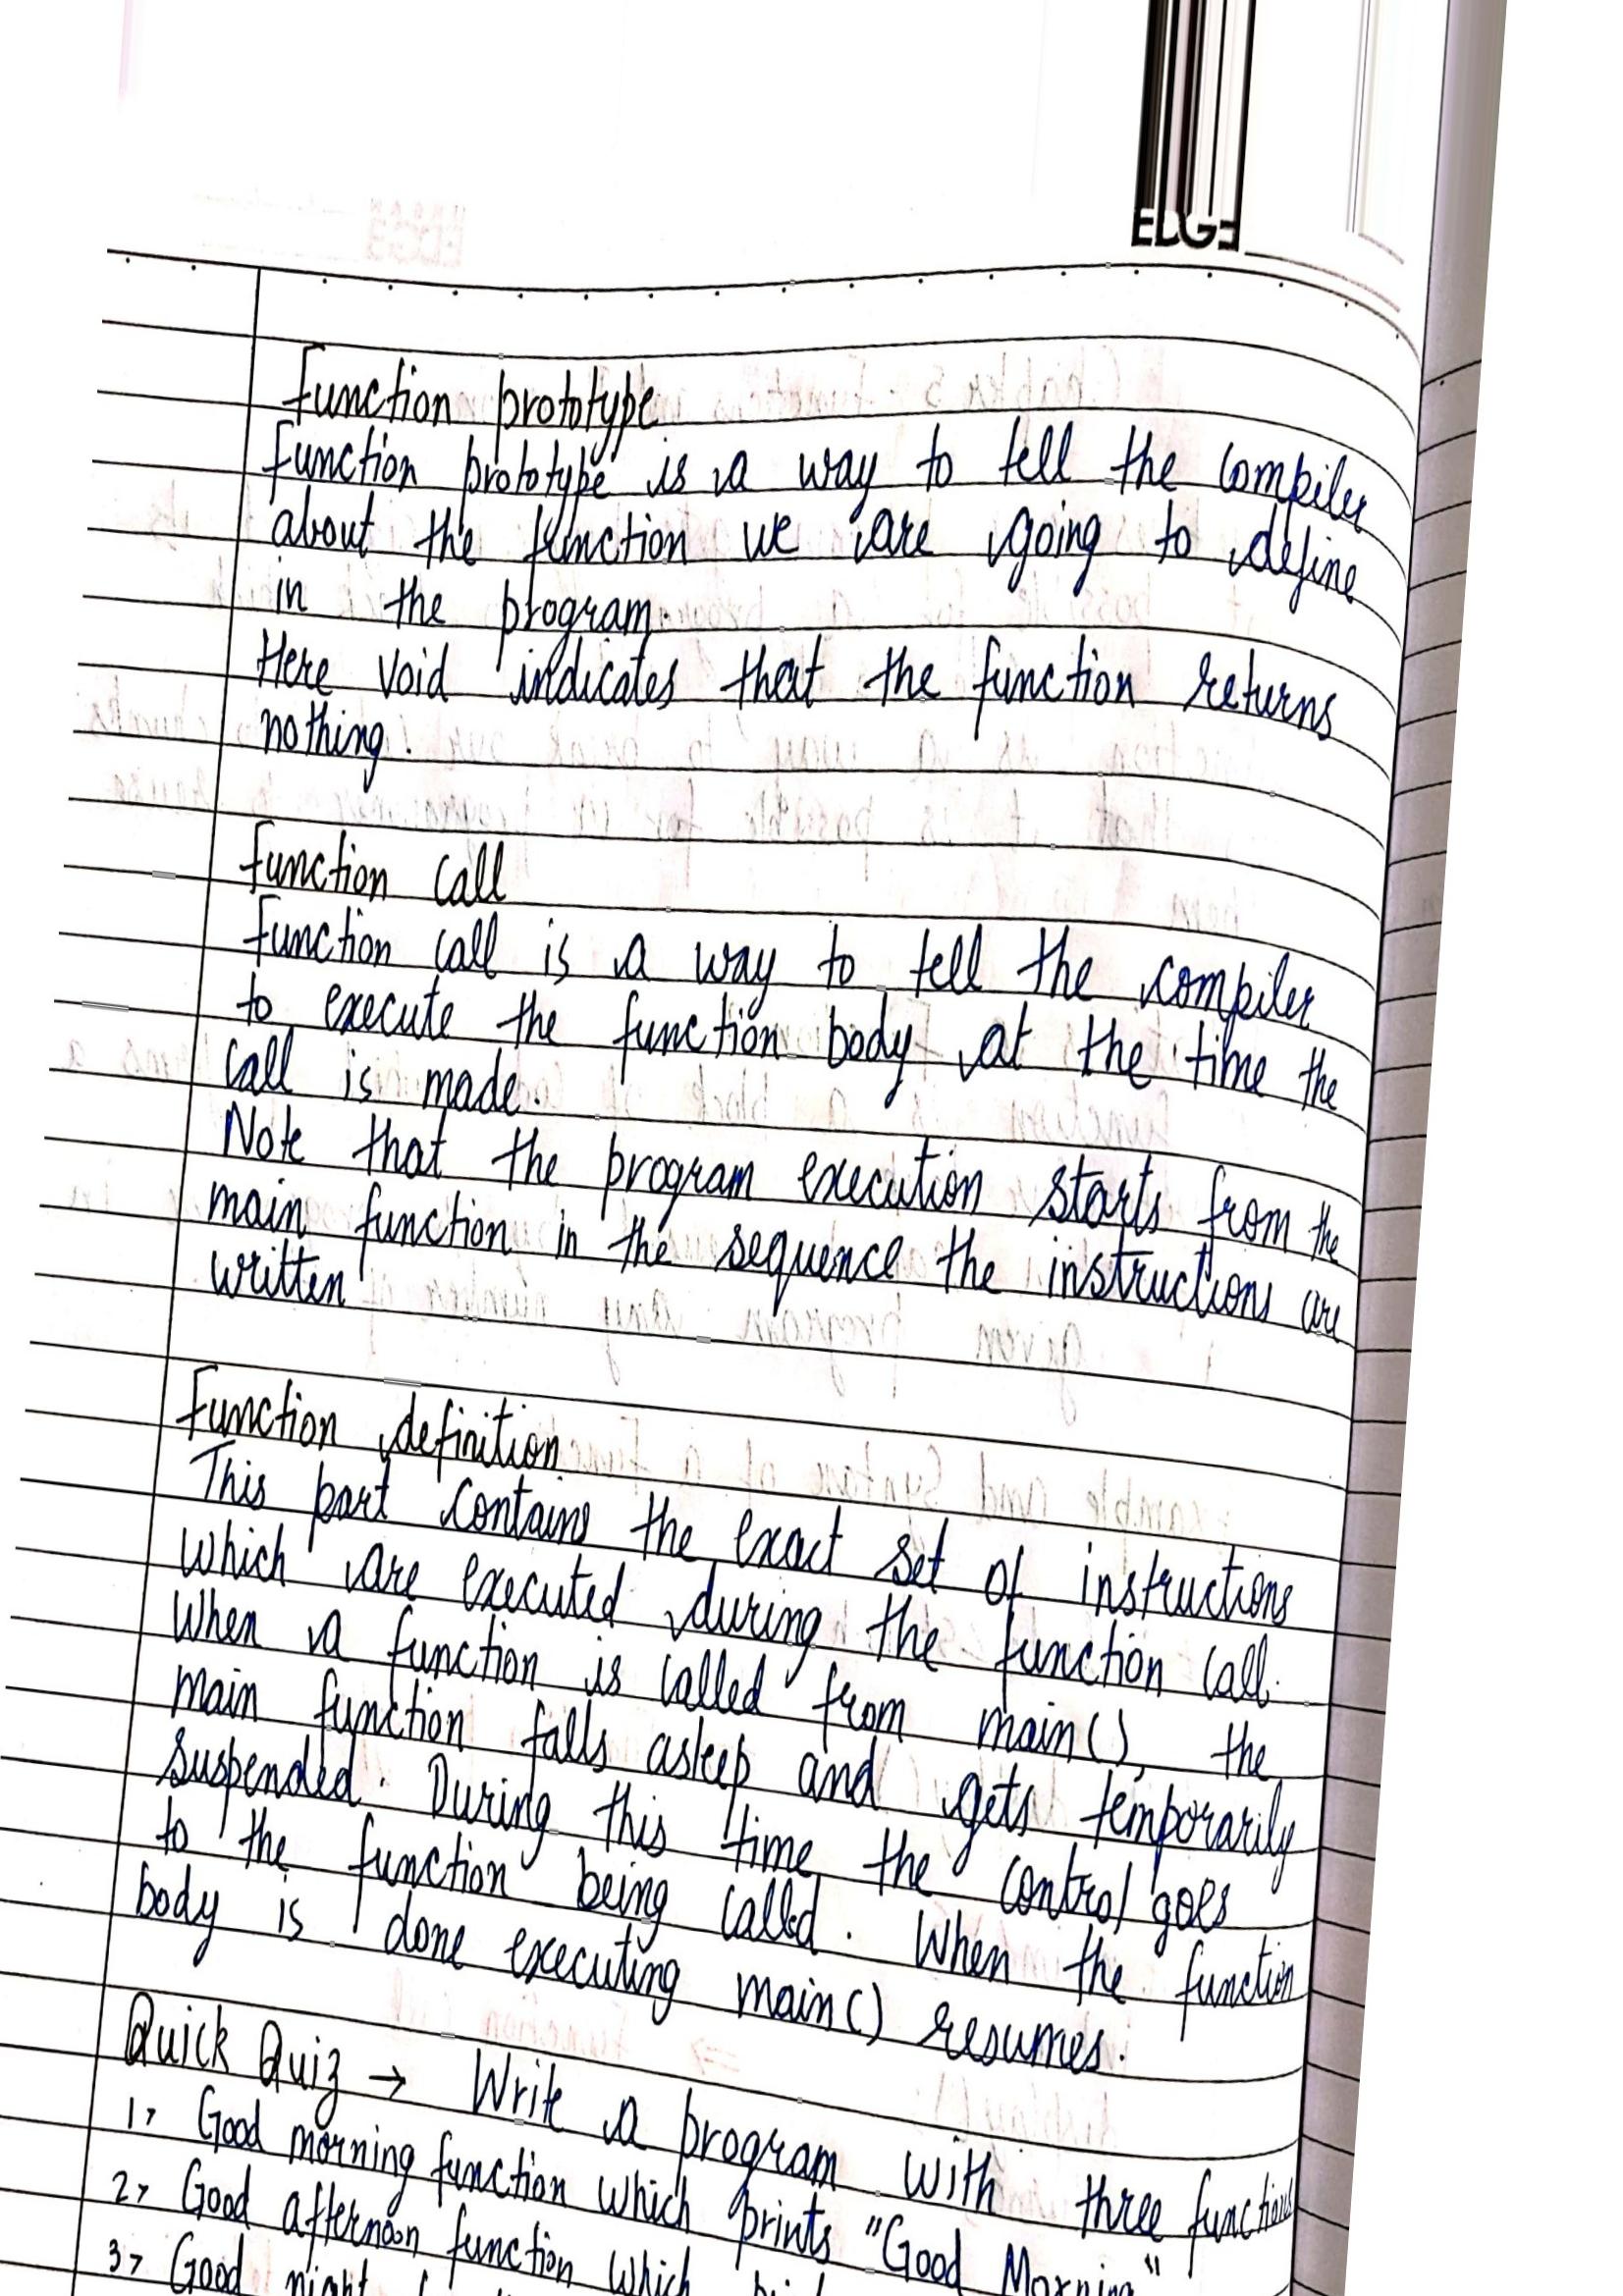 EDGE
Function prototype
Function prototype is a way to tell the compiler
about the function we are going to define
in the program.
Here void indicates that the function returns
nothing.
Function call
Function call is a way to tell the compiler
to execute the function body at the time the
call is made.
Note that the program execution starts from the
main function in the sequence the instructions are
written
Function definition
This part contains the exact set of instructions
which are executed during the function call.
When a function is called from main(), the
main function falls asleep and gets temporarily
suspended. During this time the control goes
to the function being called. When the function
body is done executing main() resumes.
Quick Quiz → Write a program with three functions
1> Good morning function which prints "Good Morning"
2> Good afternoon function which
3> Good night